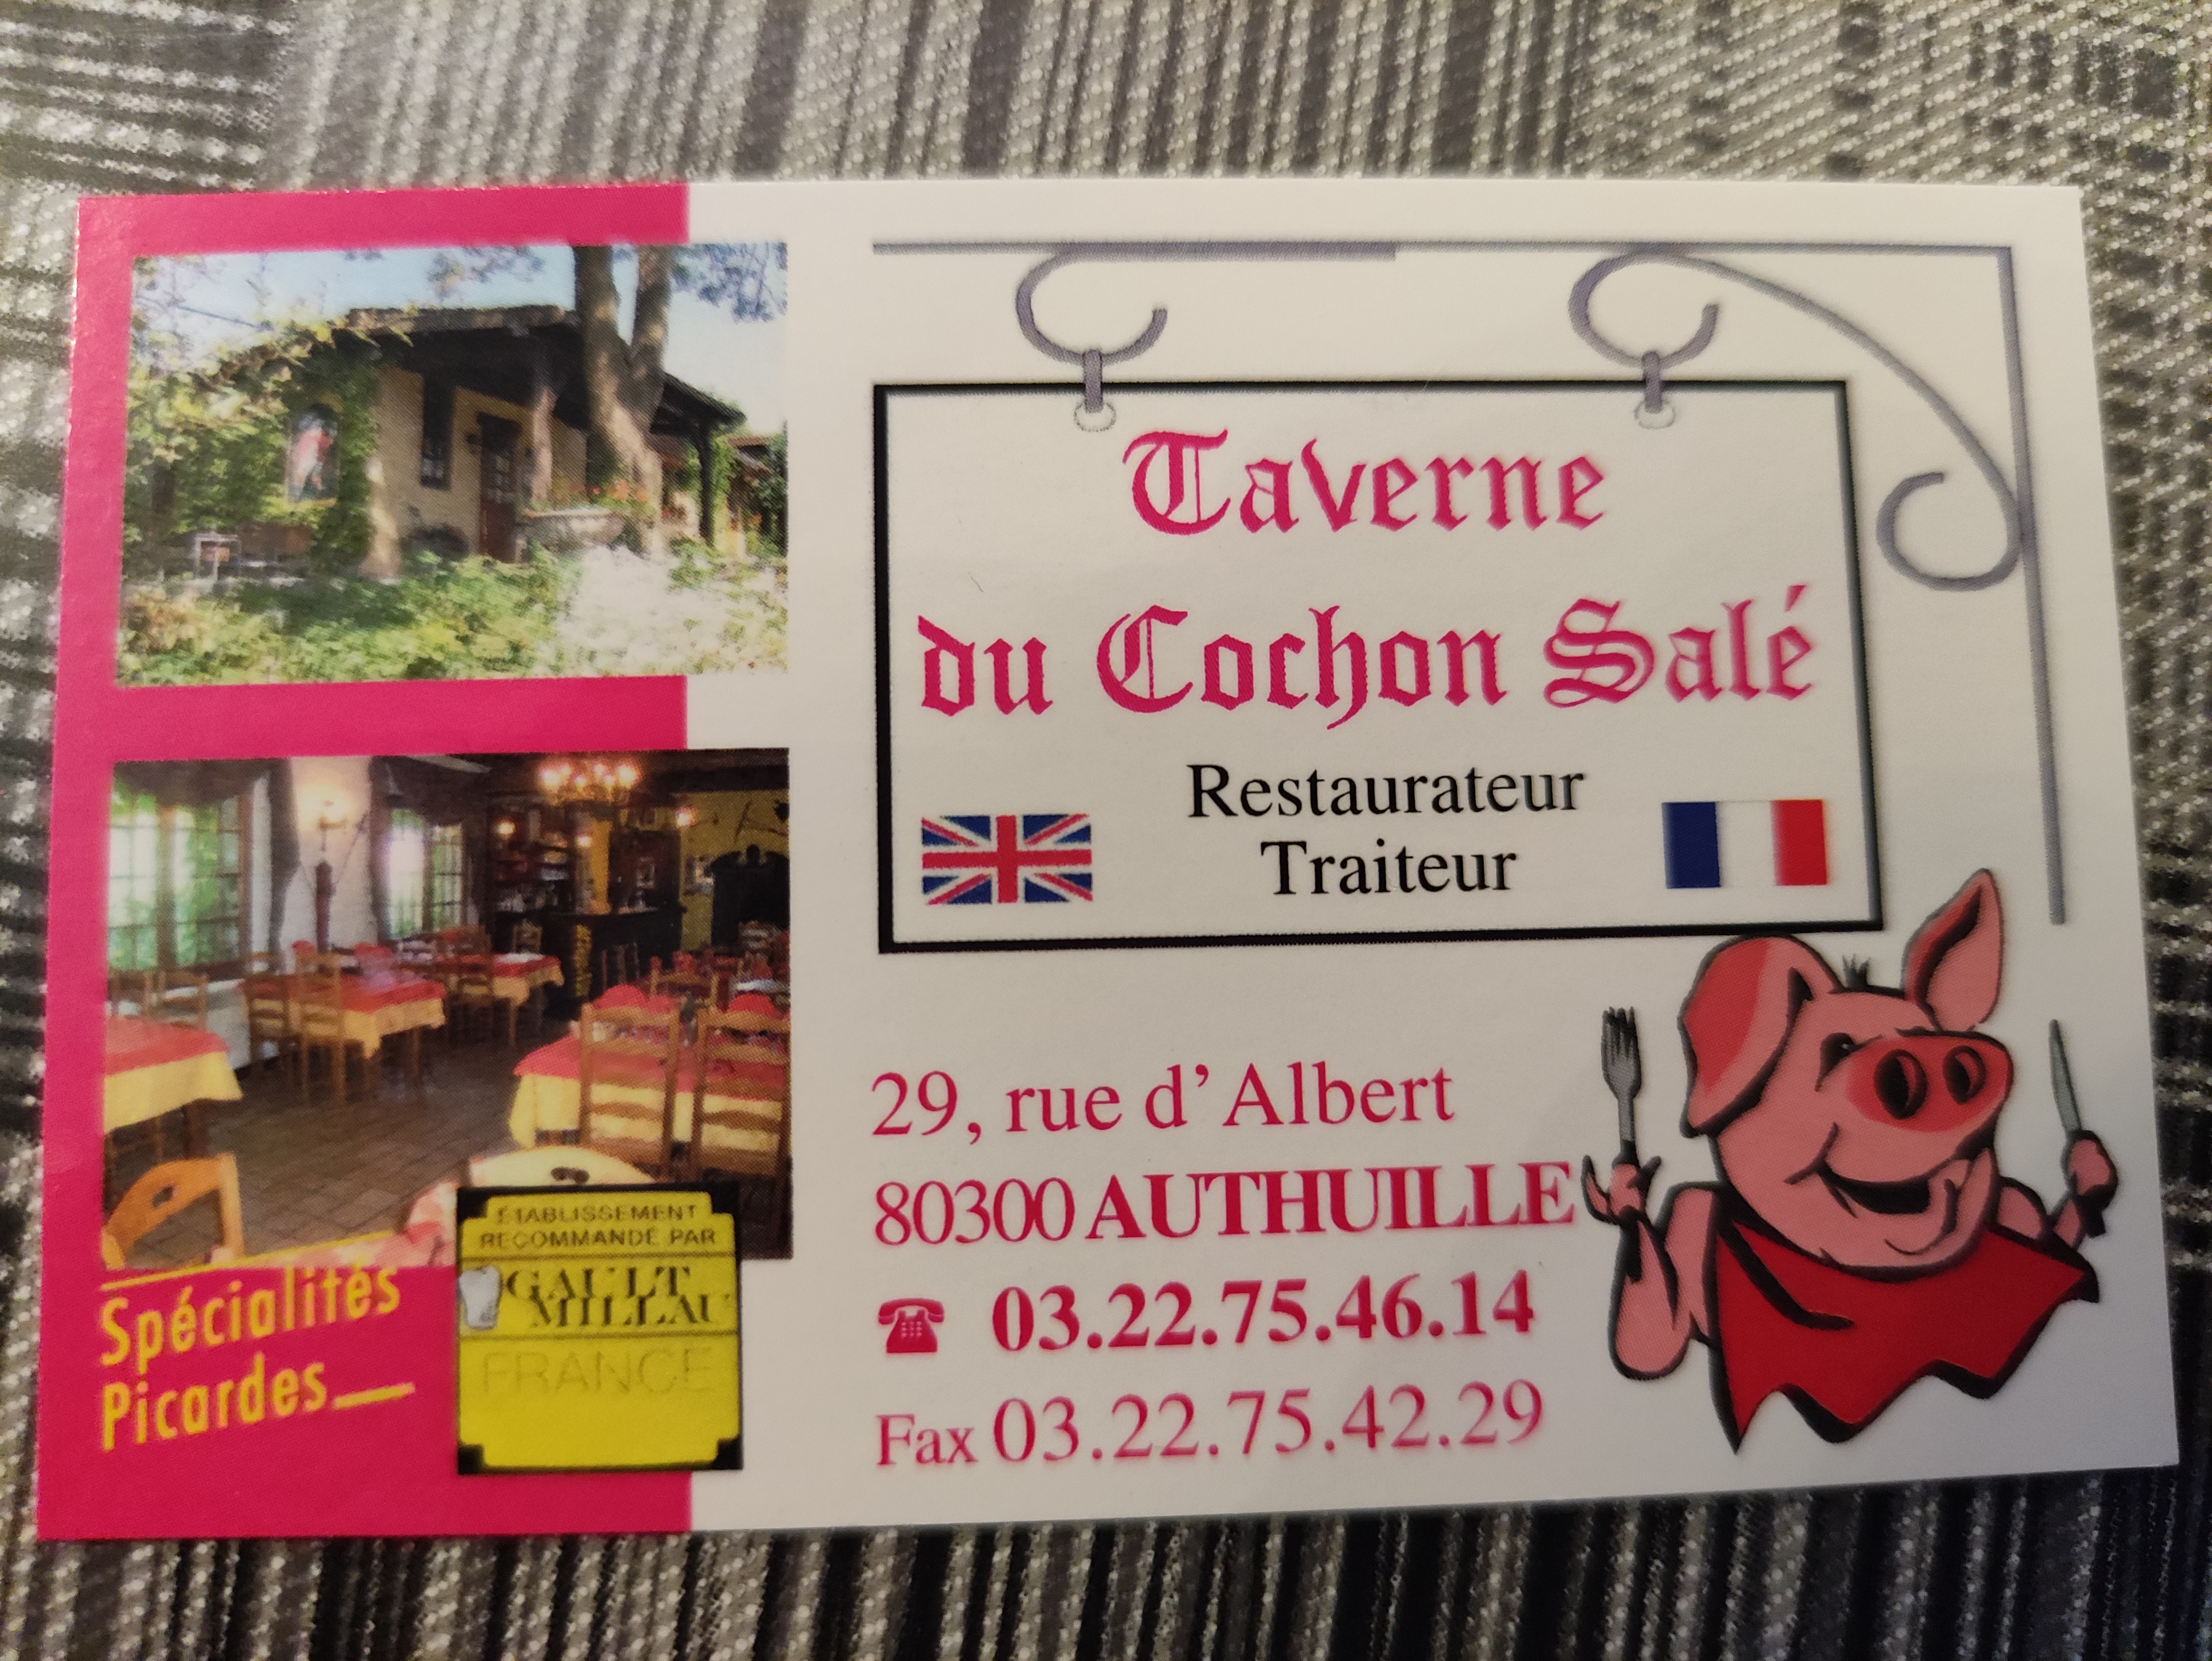 Taverne
du Cochon Salé
Restaurateur
Traiteur
29, rue d'Albert
80300 AUTHUILLE
03.22.75.46.14
Fax 03.22.75.42.29
Spécialités
Picardes
ÉTABLISSEMENT
RECOMMANDÉ PAR
GAULT
MILLAU
FRANCE